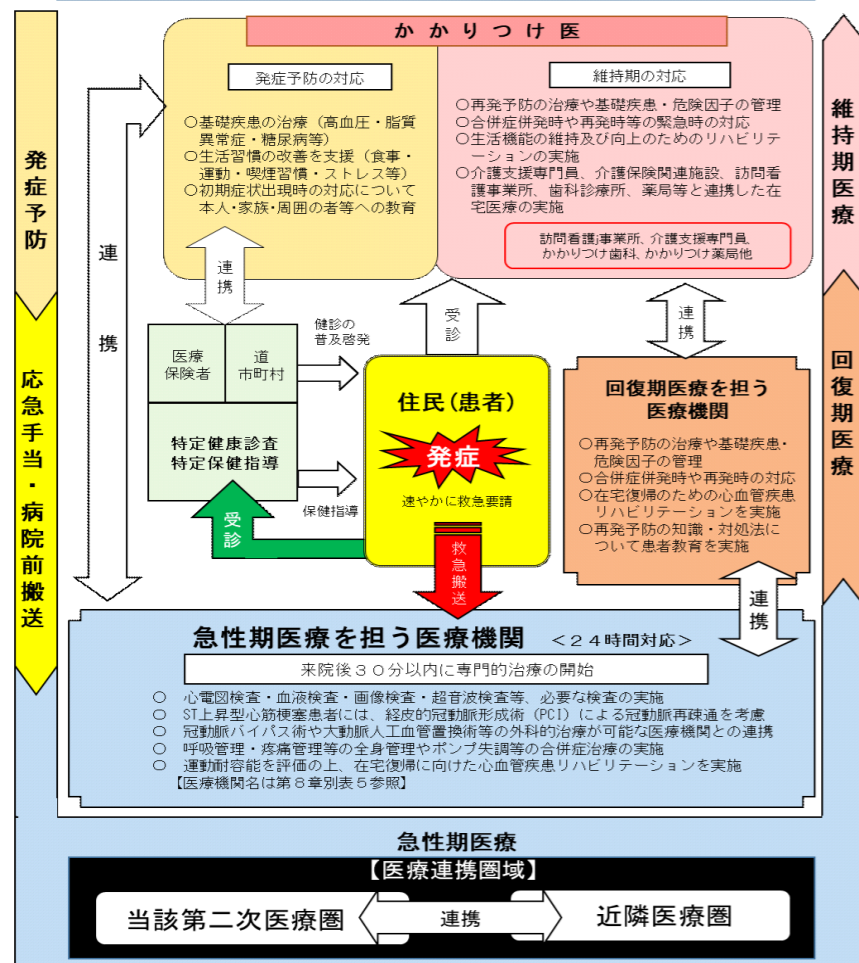 かかりつけ医
発症予防の対応
○基礎疾患の治療（高血圧・脂質
異常症・糖尿病等）
○生活習慣の改善を支援（食事・
運動・喫煙習慣・ストレス等）
○初期症状出現時の対応について
本人・家族・周囲の者等への教育
維持期の対応
○再発予防の治療や基礎疾患・危険因子の管理
○合併症併発時や再発時等の緊急時の対応
○生活機能の維持及び向上のためのリハビリテ
ーションの実施
○介護支援専門員、介護保険関連施設、訪問看
護事業所、歯科診療所、薬局等と連携した在
宅医療の実施
訪問看護事業所、介護支援専門員、
かかりつけ歯科、かかりつけ薬局他
発症予防
応急手当・病院前搬送
維持期医療
回復期医療
連携
連携
受診
連携
医療
保険者
道
市町村
健診の
普及啓発
特定健康診査
特定保健指導
保健指導
受診
住民（患者）
発症
速やかに救急要請
救急搬送
回復期医療を担う
医療機関
○再発予防の治療や基礎疾患・
危険因子の管理
○合併症併発時や再発時の対応
○在宅復帰のための心血管疾患
リハビリテーションを実施
○再発予防の知識・対処法に
ついて患者教育を実施
連携
急性期医療を担う医療機関 ＜２４時間対応＞
来院後３０分以内に専門的治療の開始
○ 心電図検査・血液検査・画像検査・超音波検査等、必要な検査の実施
○ ST上昇型心筋梗塞患者には、経皮的冠動脈形成術（PCI）による冠動脈再疎通を考慮
○ 冠動脈バイパス術や大動脈人工血管置換術等の外科的治療が可能な医療機関との連携
○ 呼吸管理・疼痛管理等の全身管理やポンプ失調等の合併症治療の実施
○ 運動耐容能を評価の上、在宅復帰に向けた心血管疾患リハビリテーションを実施
【医療機関名は第８章別表５参照】
急性期医療
【医療連携圏域】
当該第二次医療圏
連携
近隣医療圏